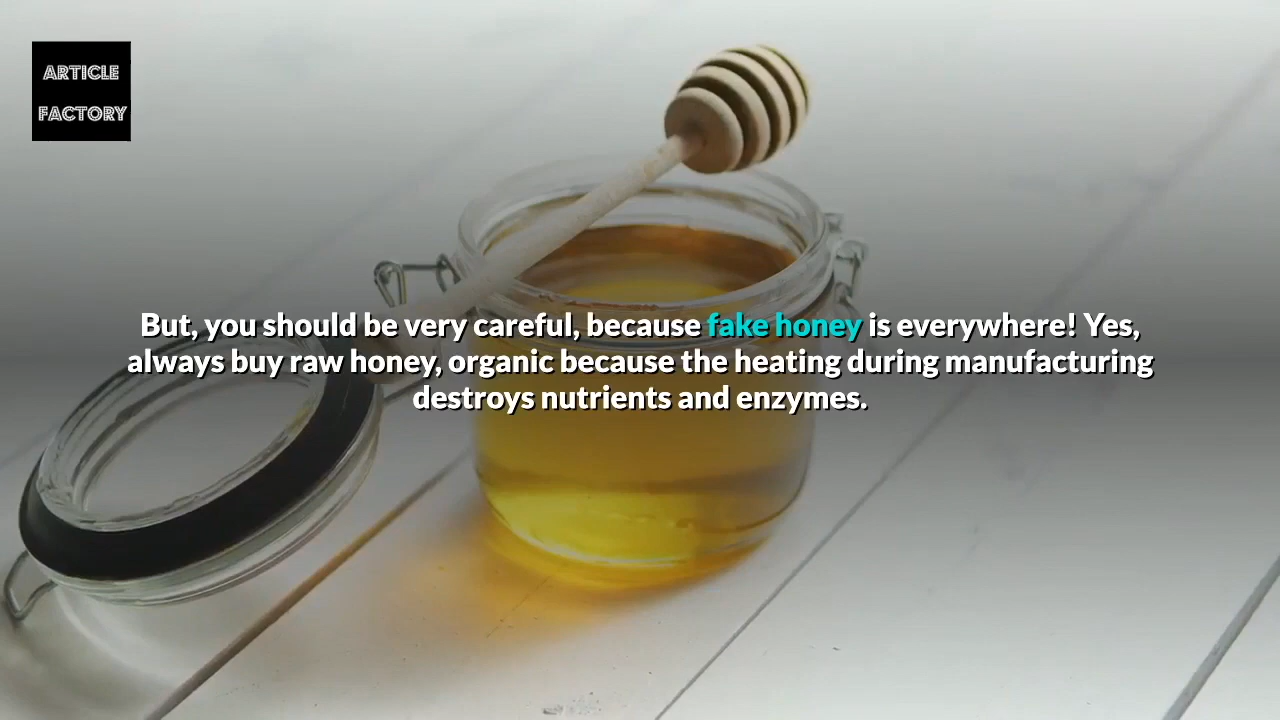 ARTICLE
FACTORY
But, you should be very careful, because fake honey is everywhere! Yes,
always buy raw honey, organic because the heating during manufacturing
destroys nutrients and enzymes.